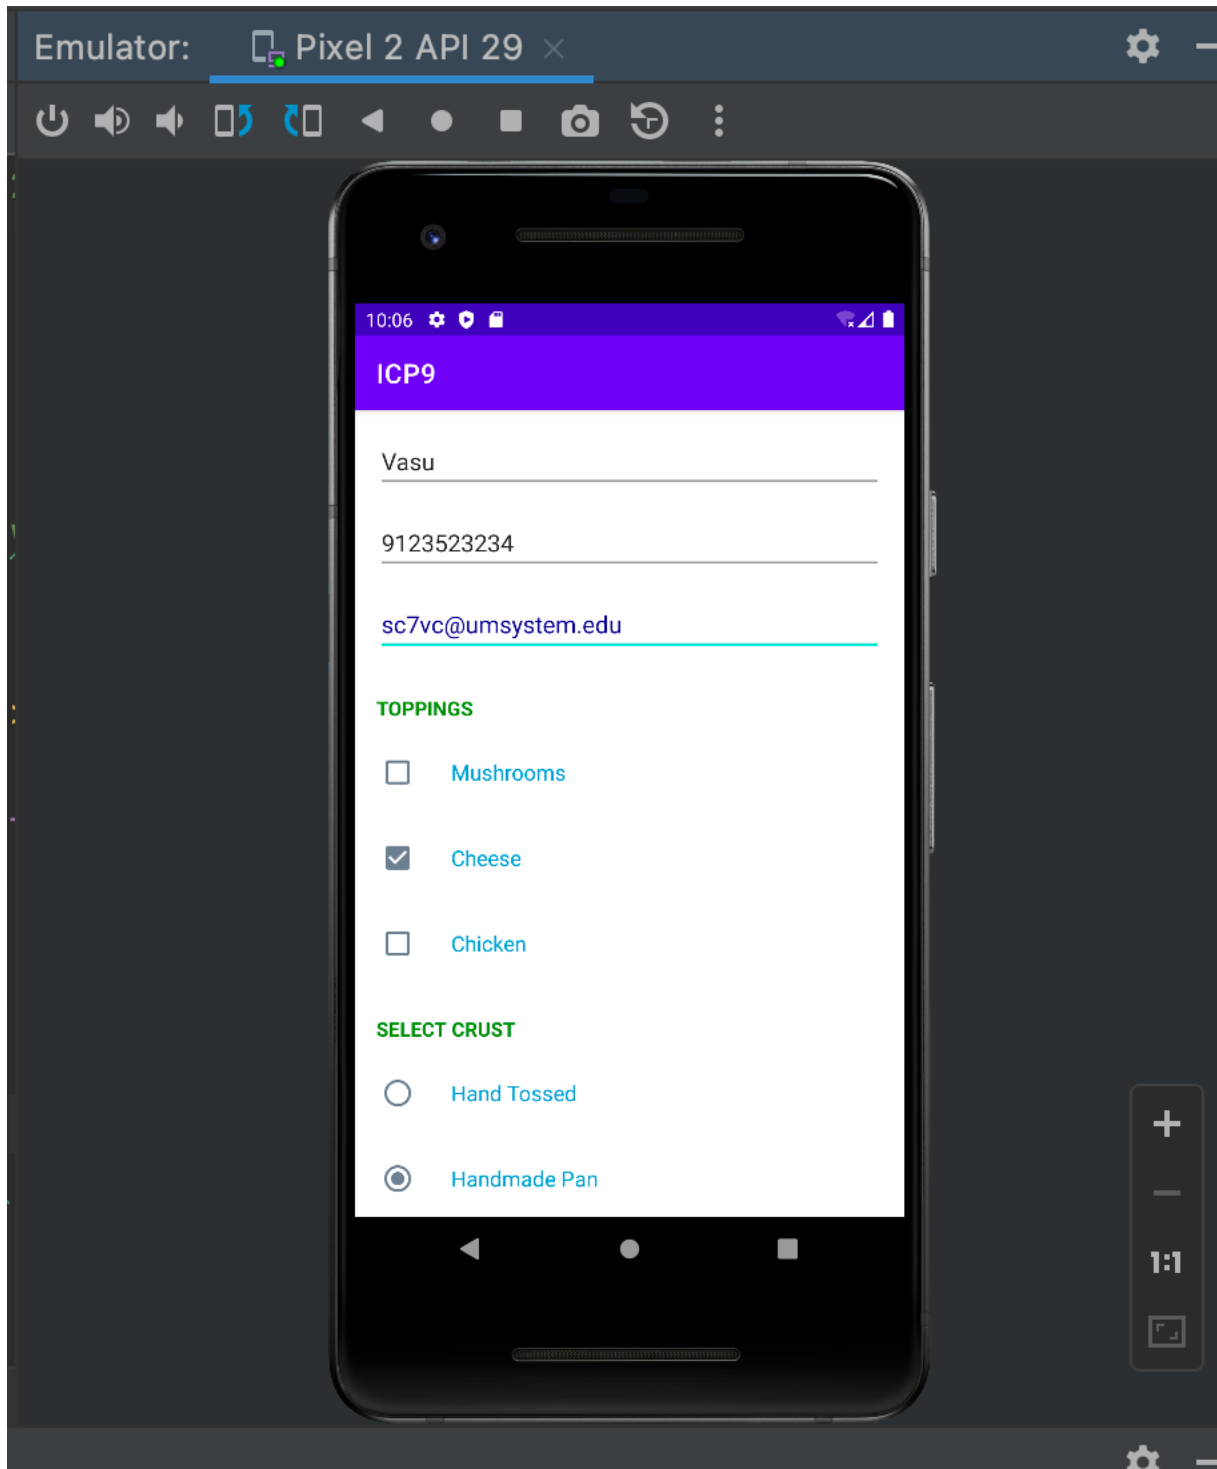 Emulator: Pixel 2 API 29
10:06
ICP9
Vasu
9123523234
sc7vc@umsystem.edu
TOPPINGS
Mushrooms
Cheese
Chicken
SELECT CRUST
Hand Tossed
Handmade Pan
1:1